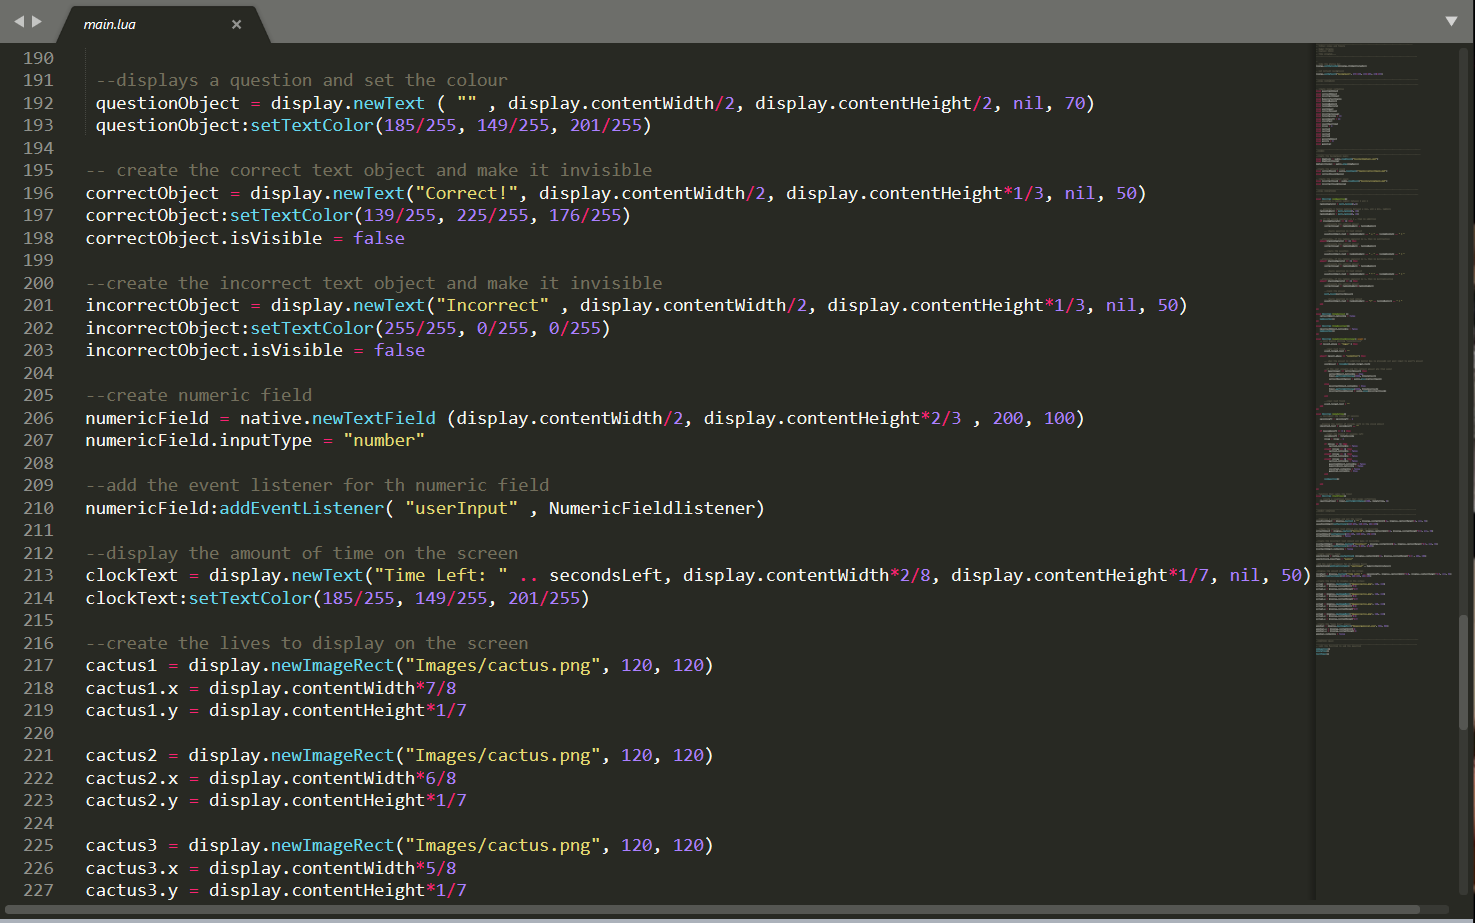 main.lua
190
191 --displays a question and set the colour
192 questionObject = display.newText ( "" , display.contentWidth/2, display.contentHeight/2, nil, 70)
193 questionObject:setTextColor(185/255, 149/255, 201/255)
194
195 -- create the correct text object and make it invisible
196 correctObject = display.newText("Correct!", display.contentWidth/2, display.contentHeight*1/3, nil, 50)
197 correctObject:setTextColor(139/255, 225/255, 176/255)
198 correctObject.isVisible = false
199
200 --create the incorrect text object and make it invisible
201 incorrectObject = display.newText("Incorrect" , display.contentWidth/2, display.contentHeight*1/3, nil, 50)
202 incorrectObject:setTextColor(255/255, 0/255, 0/255)
203 incorrectObject.isVisible = false
204
205 --create numeric field
206 numericField = native.newTextField (display.contentWidth/2, display.contentHeight*2/3 , 200, 100)
207 numericField.inputType = "number"
208
209 --add the event listener for th numeric field
210 numericField:addEventListener( "userInput" , NumericFieldlistener)
211
212 --display the amount of time on the screen
213 clockText = display.newText("Time Left: " .. secondsLeft, display.contentWidth*2/8, display.contentHeight*1/7, nil, 50)
214 clockText:setTextColor(185/255, 149/255, 201/255)
215
216 --create the lives to display on the screen
217 cactus1 = display.newImageRect("Images/cactus.png", 120, 120)
218 cactus1.x = display.contentWidth*7/8
219 cactus1.y = display.contentHeight*1/7
220
221 cactus2 = display.newImageRect("Images/cactus.png", 120, 120)
222 cactus2.x = display.contentWidth*6/8
223 cactus2.y = display.contentHeight*1/7
224
225 cactus3 = display.newImageRect("Images/cactus.png", 120, 120)
226 cactus3.x = display.contentWidth*5/8
227 cactus3.y = display.contentHeight*1/7